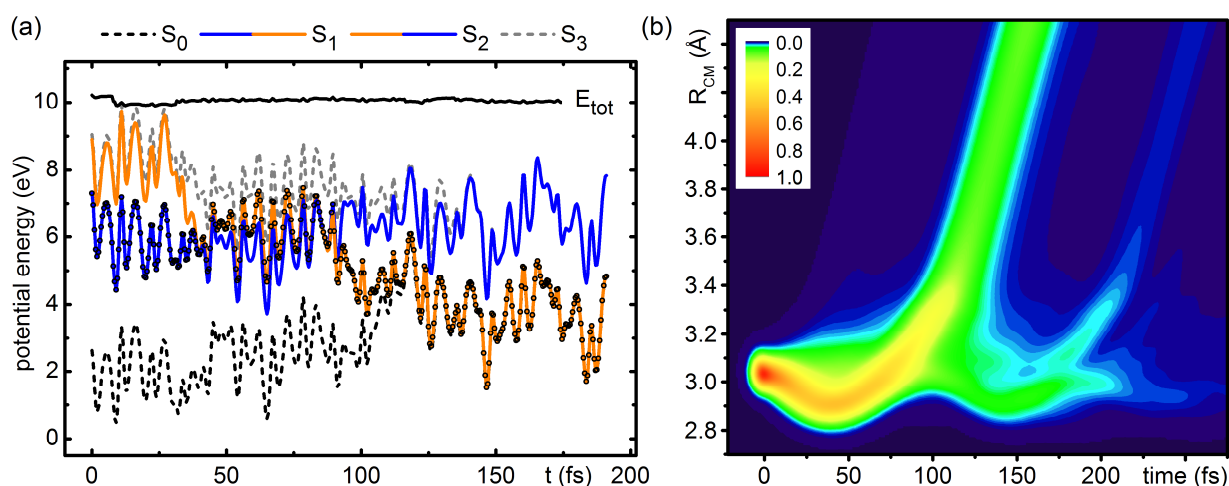 (a)
S0 S1 S2 S3
Etot
10
8
6
4
2
0
potential energy (eV)
0 50 100 150 200
t (fs)
(b)
RCM (Å)
4.0
3.8
3.6
3.4
3.2
3.0
2.8
0.0
0.2
0.4
0.6
0.8
1.0
0 50 100 150 200 time (fs)